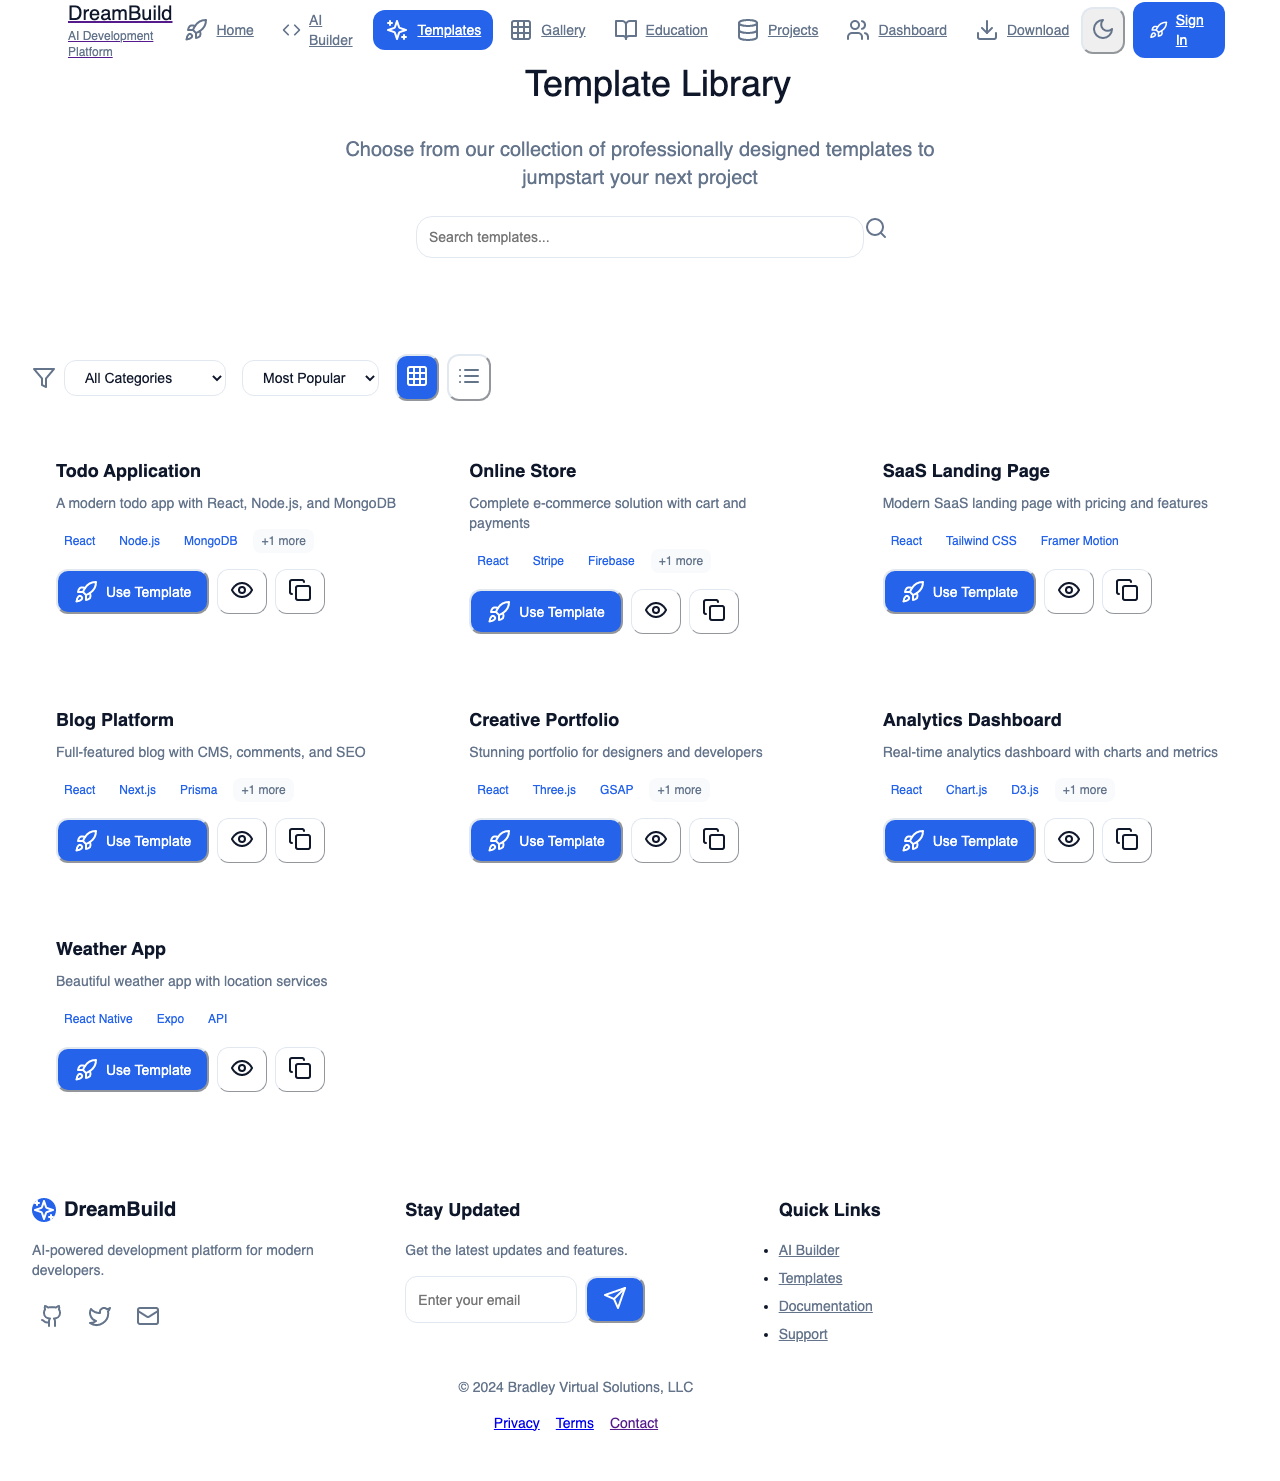 DreamBuild
AI Development
Platform
Home
AI
Builder
Templates
Gallery
Education
Projects
Dashboard
Download
Sign
In
Template Library
Choose from our collection of professionally designed templates to
jumpstart your next project
Search templates...
All Categories
Most Popular
Todo Application
A modern todo app with React, Node.js, and MongoDB
React Node.js MongoDB +1 more
Use Template
Online Store
Complete e-commerce solution with cart and
payments
React Stripe Firebase +1 more
Use Template
SaaS Landing Page
Modern SaaS landing page with pricing and features
React Tailwind CSS Framer Motion
Use Template
Blog Platform
Full-featured blog with CMS, comments, and SEO
React Next.js Prisma +1 more
Use Template
Creative Portfolio
Stunning portfolio for designers and developers
React Three.js GSAP +1 more
Use Template
Analytics Dashboard
Real-time analytics dashboard with charts and metrics
React Chart.js D3.js +1 more
Use Template
Weather App
Beautiful weather app with location services
React Native Expo API
Use Template
DreamBuild
AI-powered development platform for modern
developers.
Stay Updated
Get the latest updates and features.
Enter your email
Quick Links
AI Builder
Templates
Documentation
Support
© 2024 Bradley Virtual Solutions, LLC
Privacy Terms Contact